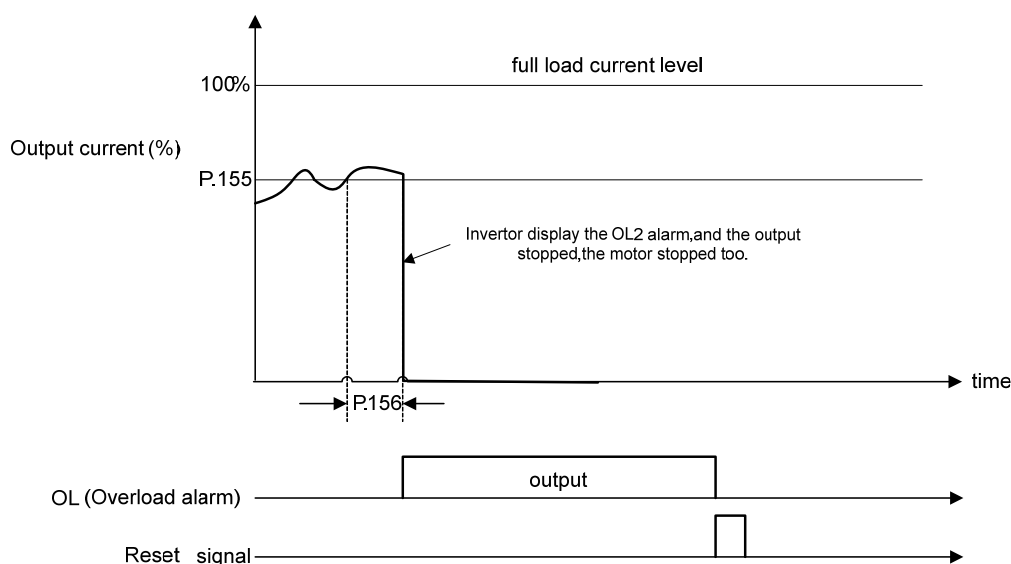 full load current level
100%
Output current (%)
P.155
Invertor display the OL2 alarm,and the output
stopped,the motor stopped too.
time
P.156
output
OL (Overload alarm)
Reset signal